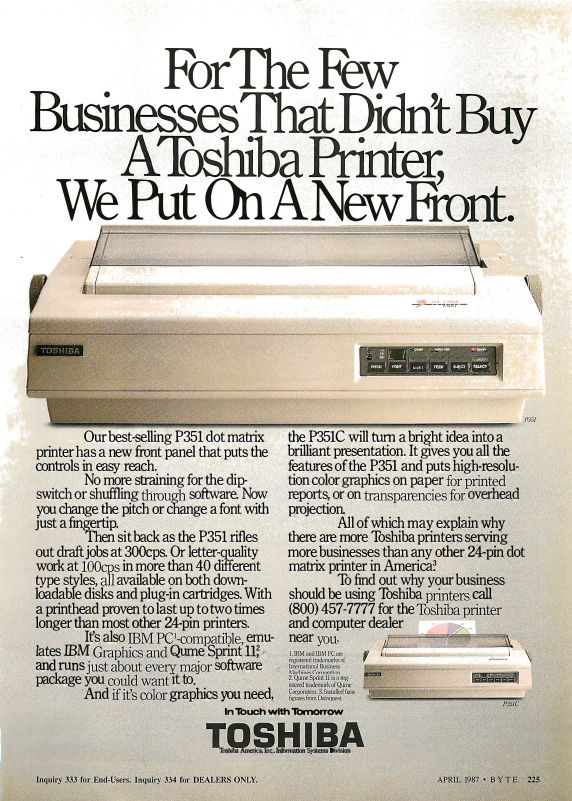 For The Few
Businesses That Didn't Buy
A Toshiba Printer,
We Put On A New Front.
TOSHIBA
PITCH FONT FEED EJECT SELECT
P351
Our best-selling P351 dot matrix
printer has a new front panel that puts the
controls in easy reach.
No more straining for the dip-
switch or shuffling through software. Now
you change the pitch or change a font with
just a fingertip.
Then sit back as the P351 rifles
out draft jobs at 300cps. Or letter-quality
work at 100cps in more than 40 different
type styles, all available on both down-
loadable disks and plug-in cartridges. With
a printhead proven to last up to two times
longer than most other 24-pin printers.
It's also IBM PC¹-compatible, emu-
lates IBM Graphics and Qume Sprint 11,²
and runs just about every major software
package you could want it to.
And if it's color graphics you need,
the P351C will turn a bright idea into a
brilliant presentation. It gives you all the
features of the P351 and puts high-resolu-
tion color graphics on paper for printed
reports, or on transparencies for overhead
projection.
All of which may explain why
there are more Toshiba printers serving
more businesses than any other 24-pin dot
matrix printer in America.³
To find out why your business
should be using Toshiba printers call
(800) 457-7777 for the Toshiba printer
and computer dealer
near you.
1. IBM and IBM PC are
registered trademarks of
International Business
Machines Corporation.
2. Qume Sprint 11 is a reg-
istered trademark of Qume
Corporation. 3. Installed base
figures from Dataquest.
P351C
In Touch with Tomorrow
TOSHIBA
Toshiba America, Inc., Information Systems Division
Inquiry 333 for End-Users. Inquiry 334 for DEALERS ONLY.
APRIL 1987 • BYTE 225